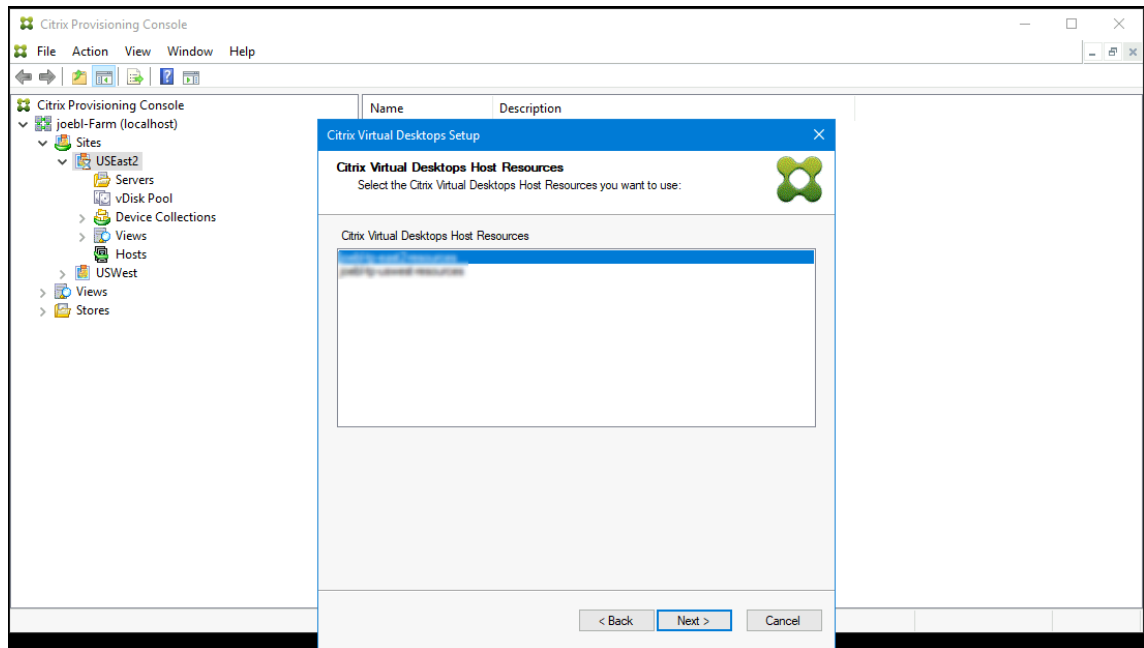 Citrix Provisioning Console
File Action View Window Help
Citrix Provisioning Console
joebl-Farm (localhost)
Sites
USEast2
Servers
vDisk Pool
Device Collections
Views
Hosts
USWest
Views
Stores
Name Description
Citrix Virtual Desktops Setup
Citrix Virtual Desktops Host Resources
Select the Citrix Virtual Desktops Host Resources you want to use:
Citrix Virtual Desktops Host Resources
< Back Next > Cancel